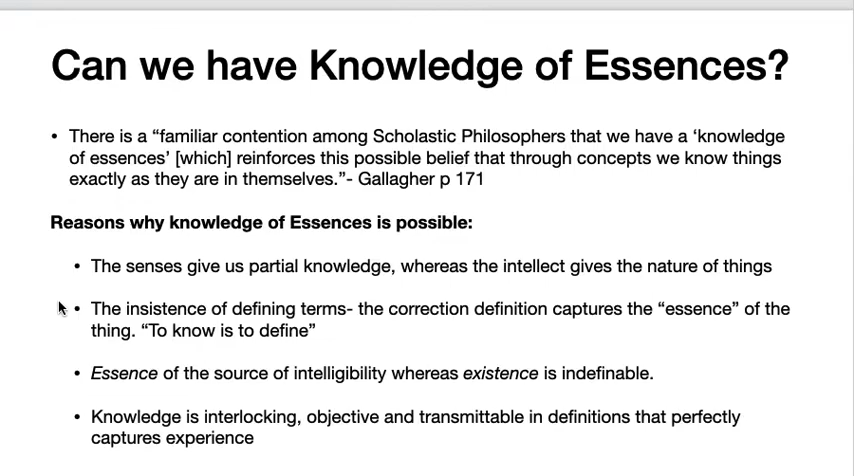 Can we have Knowledge of Essences?
• There is a “familiar contention among Scholastic Philosophers that we have a ‘knowledge
of essences’ [which] reinforces this possible belief that through concepts we know things
exactly as they are in themselves.”- Gallagher p 171
Reasons why knowledge of Essences is possible:
• The senses give us partial knowledge, whereas the intellect gives the nature of things
• The insistence of defining terms- the correction definition captures the “essence” of the
thing. “To know is to define”
• Essence of the source of intelligibility whereas existence is indefinable.
• Knowledge is interlocking, objective and transmittable in definitions that perfectly
captures experience